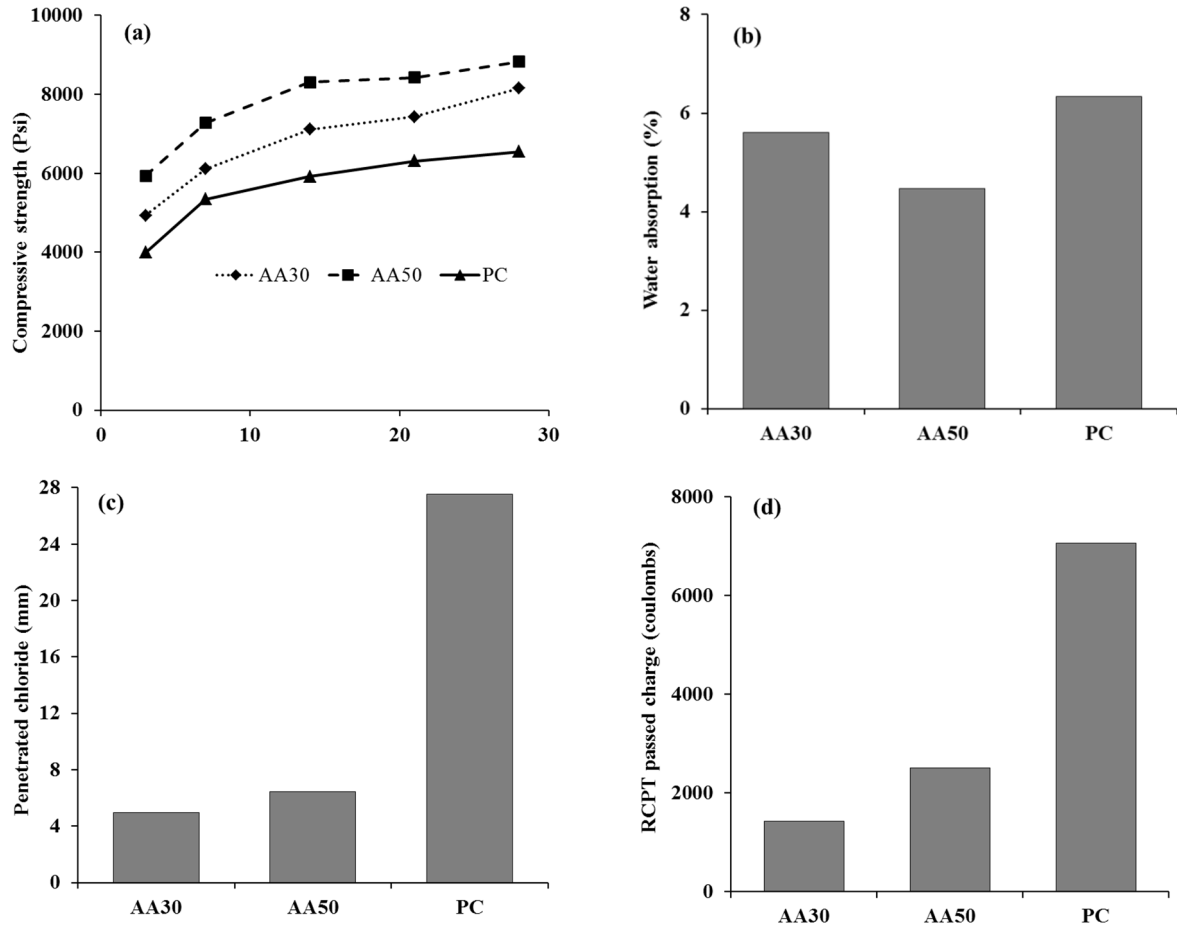 (a)
Compressive strength (Psi)
10000
8000
6000
4000
2000
0
AA30 AA50 PC
0 10 20 30
(b)
Water absorption (%)
8
6
4
2
0
AA30 AA50 PC
(c)
Penetrated chloride (mm)
28
24
20
16
12
8
4
0
AA30 AA50 PC
(d)
RCPT passed charge (coulombs)
8000
6000
4000
2000
0
AA30 AA50 PC